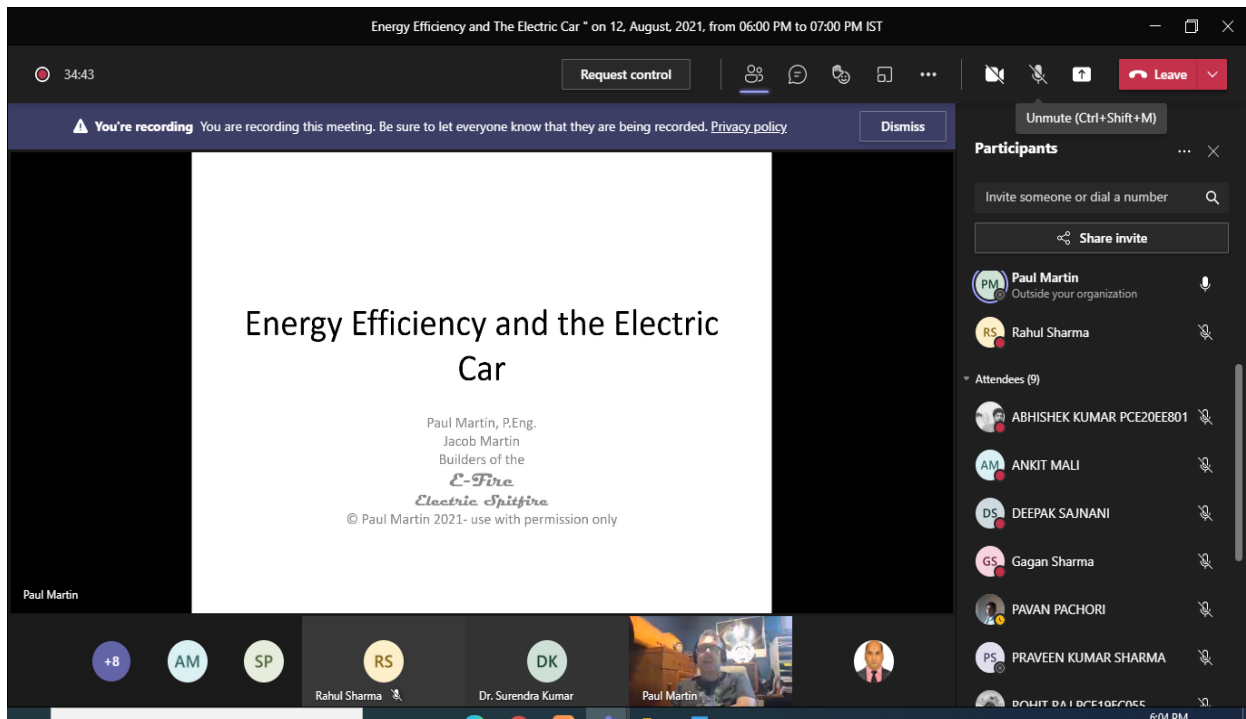 Energy Efficiency and The Electric Car " on 12, August, 2021, from 06:00 PM to 07:00 PM IST
34:43
Request control
Leave
You're recording You are recording this meeting. Be sure to let everyone know that they are being recorded. Privacy policy
Dismiss
Unmute (Ctrl+Shift+M)
Participants
Invite someone or dial a number
Share invite
PM
Paul Martin
Outside your organization
RS
Rahul Sharma
Attendees (9)
ABHISHEK KUMAR PCE20EE801
AM
ANKIT MALI
DS
DEEPAK SAJNANI
GS
Gagan Sharma
PAVAN PACHORI
PS
PRAVEEN KUMAR SHARMA
ROHIT RAJ PCE19EC055
Energy Efficiency and the Electric
Car
Paul Martin, P.Eng.
Jacob Martin
Builders of the
E-Fire
Electric Spitfire
© Paul Martin 2021- use with permission only
Paul Martin
+8
AM
SP
RS
Rahul Sharma
DK
Dr. Surendra Kumar
Paul Martin
6:04 PM